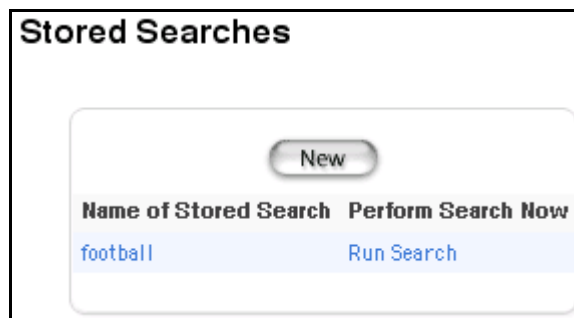 Stored Searches
New
Name of Stored Search Perform Search Now
football Run Search